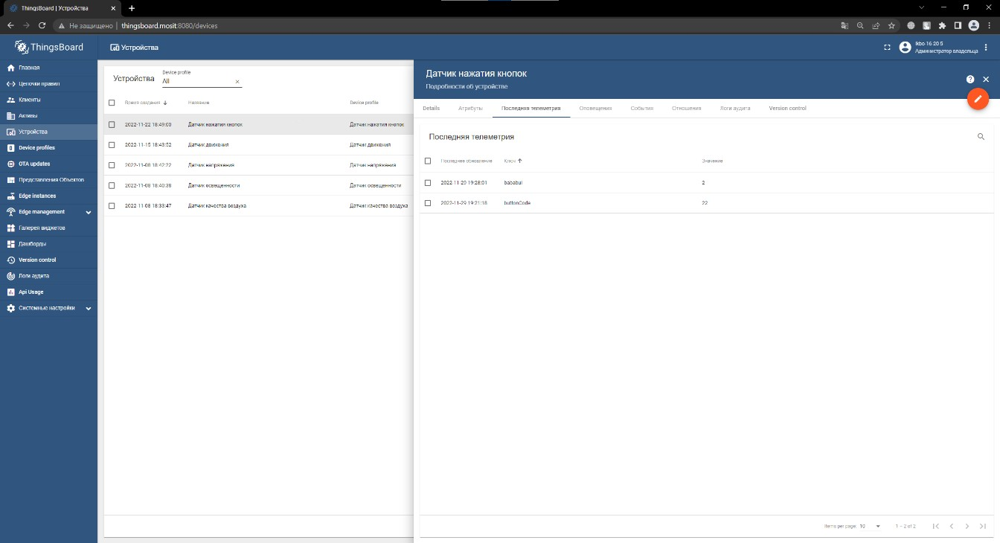 ThingsBoard | Устройства
Не защищено | thingsboard.mosit:8080/devices
ThingsBoard
Устройства
ikbo-16-20 5
Администратор владельца
Главная
Цепочки правил
Клиенты
Активы
Устройства
Device profiles
OTA updates
Представления Объектов
Edge instances
Edge management
Галерея виджетов
Дашборды
Version control
Логи аудита
Api Usage
Системные настройки
Устройства
Device profile
All
Время создания Название Device profile
2022-11-22 18:49:00 Датчик нажатия кнопок Датчик нажатия кнопок
2022-11-15 18:43:52 Датчик движения Датчик движения
2022-11-08 18:42:22 Датчик напряжения Датчик напряжения
2022-11-08 18:40:38 Датчик освещенности Датчик освещенности
2022-11-08 18:33:47 Датчик качества воздуха Датчик качества воздуха
Датчик нажатия кнопок
Подробности об устройстве
Details Атрибуты Последняя телеметрия Оповещения События Отношения Логи аудита Version control
Последняя телеметрия
Последнее обновление Ключ Значение
2022-11-29 19:28:01 bababui 2
2022-11-29 19:21:18 buttonCode 22
Items per page: 10 1 – 2 of 2